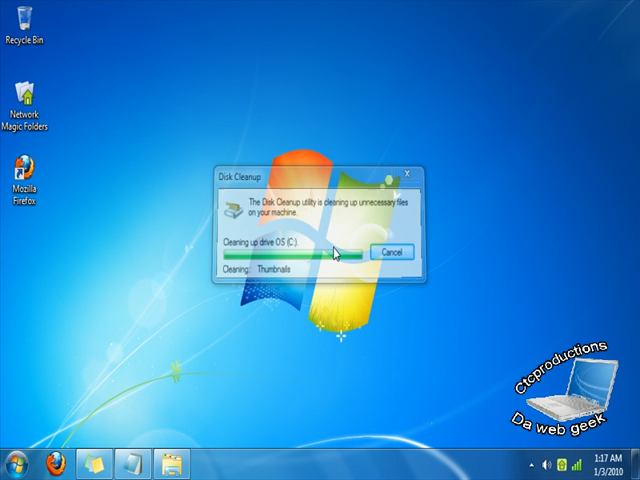 Recycle Bin
Network
Magic Folders
Mozilla
Firefox
Disk Cleanup
The Disk Cleanup utility is cleaning up unnecessary files
on your machine.
Cleaning up drive OS (C:).
Cancel
Cleaning: Thumbnails
Ctcproductions
Da web geek
1:17 AM
1/3/2010